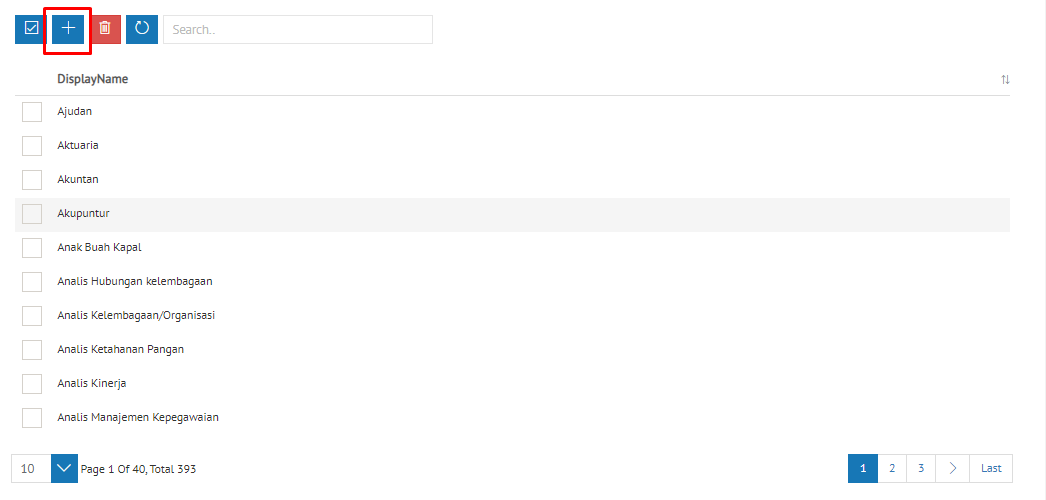 Search..
DisplayName
Ajudan
Aktuaria
Akuntan
Akupuntur
Anak Buah Kapal
Analis Hubungan kelembagaan
Analis Kelembagaan/Organisasi
Analis Ketahanan Pangan
Analis Kinerja
Analis Manajemen Kepegawaian
10 Page 1 Of 40, Total 393 1 2 3 Last